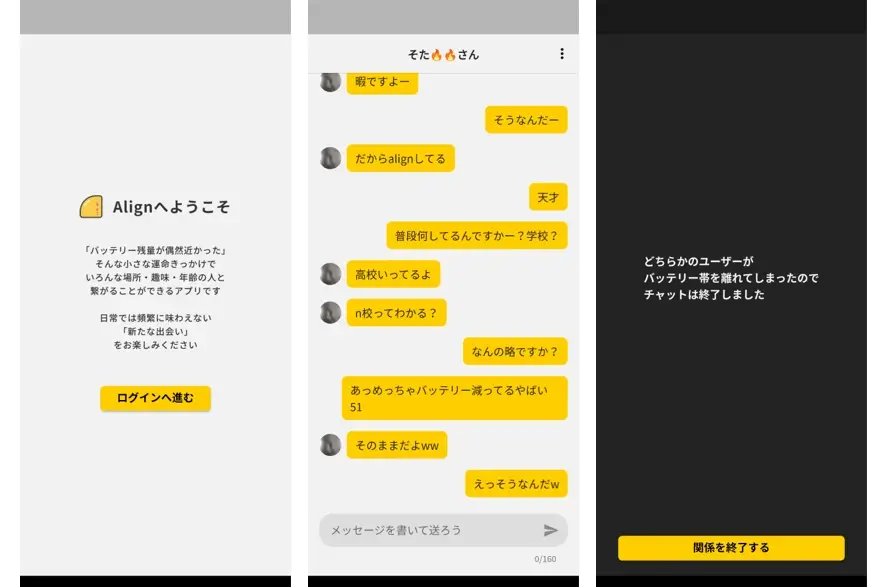 Alignへようこそ
「バッテリー残量が偶然近かった」
そんな小さな運命きっかけで
いろんな場所・趣味・年齢の人と
繋がることができるアプリです
日常では頻繁に味わえない
「新たな出会い」
をお楽しみください
ログインへ進む
そた🔥🔥さん
暇ですよー
そうなんだー
だからalignしてる
天才
普段何してるんですかー？学校？
高校いってるよ
n校ってわかる？
なんの略ですか？
あっめっちゃバッテリー減ってるやばい
51
そのままだよww
えっそうなんだw
メッセージを書いて送ろう
0/160
どちらかのユーザーが
バッテリー帯を離れてしまったので
チャットは終了しました
関係を終了する